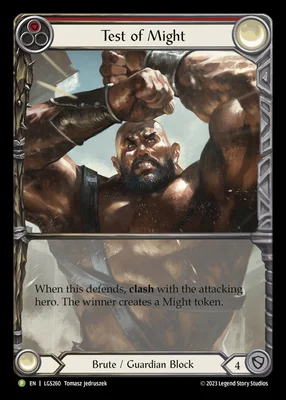 Test of Might
When this defends, clash with the attacking
hero. The winner creates a Might token.
Brute / Guardian Block
4
P EN | LGS260 Tomasz Jedruszek
© 2023 Legend Story Studios